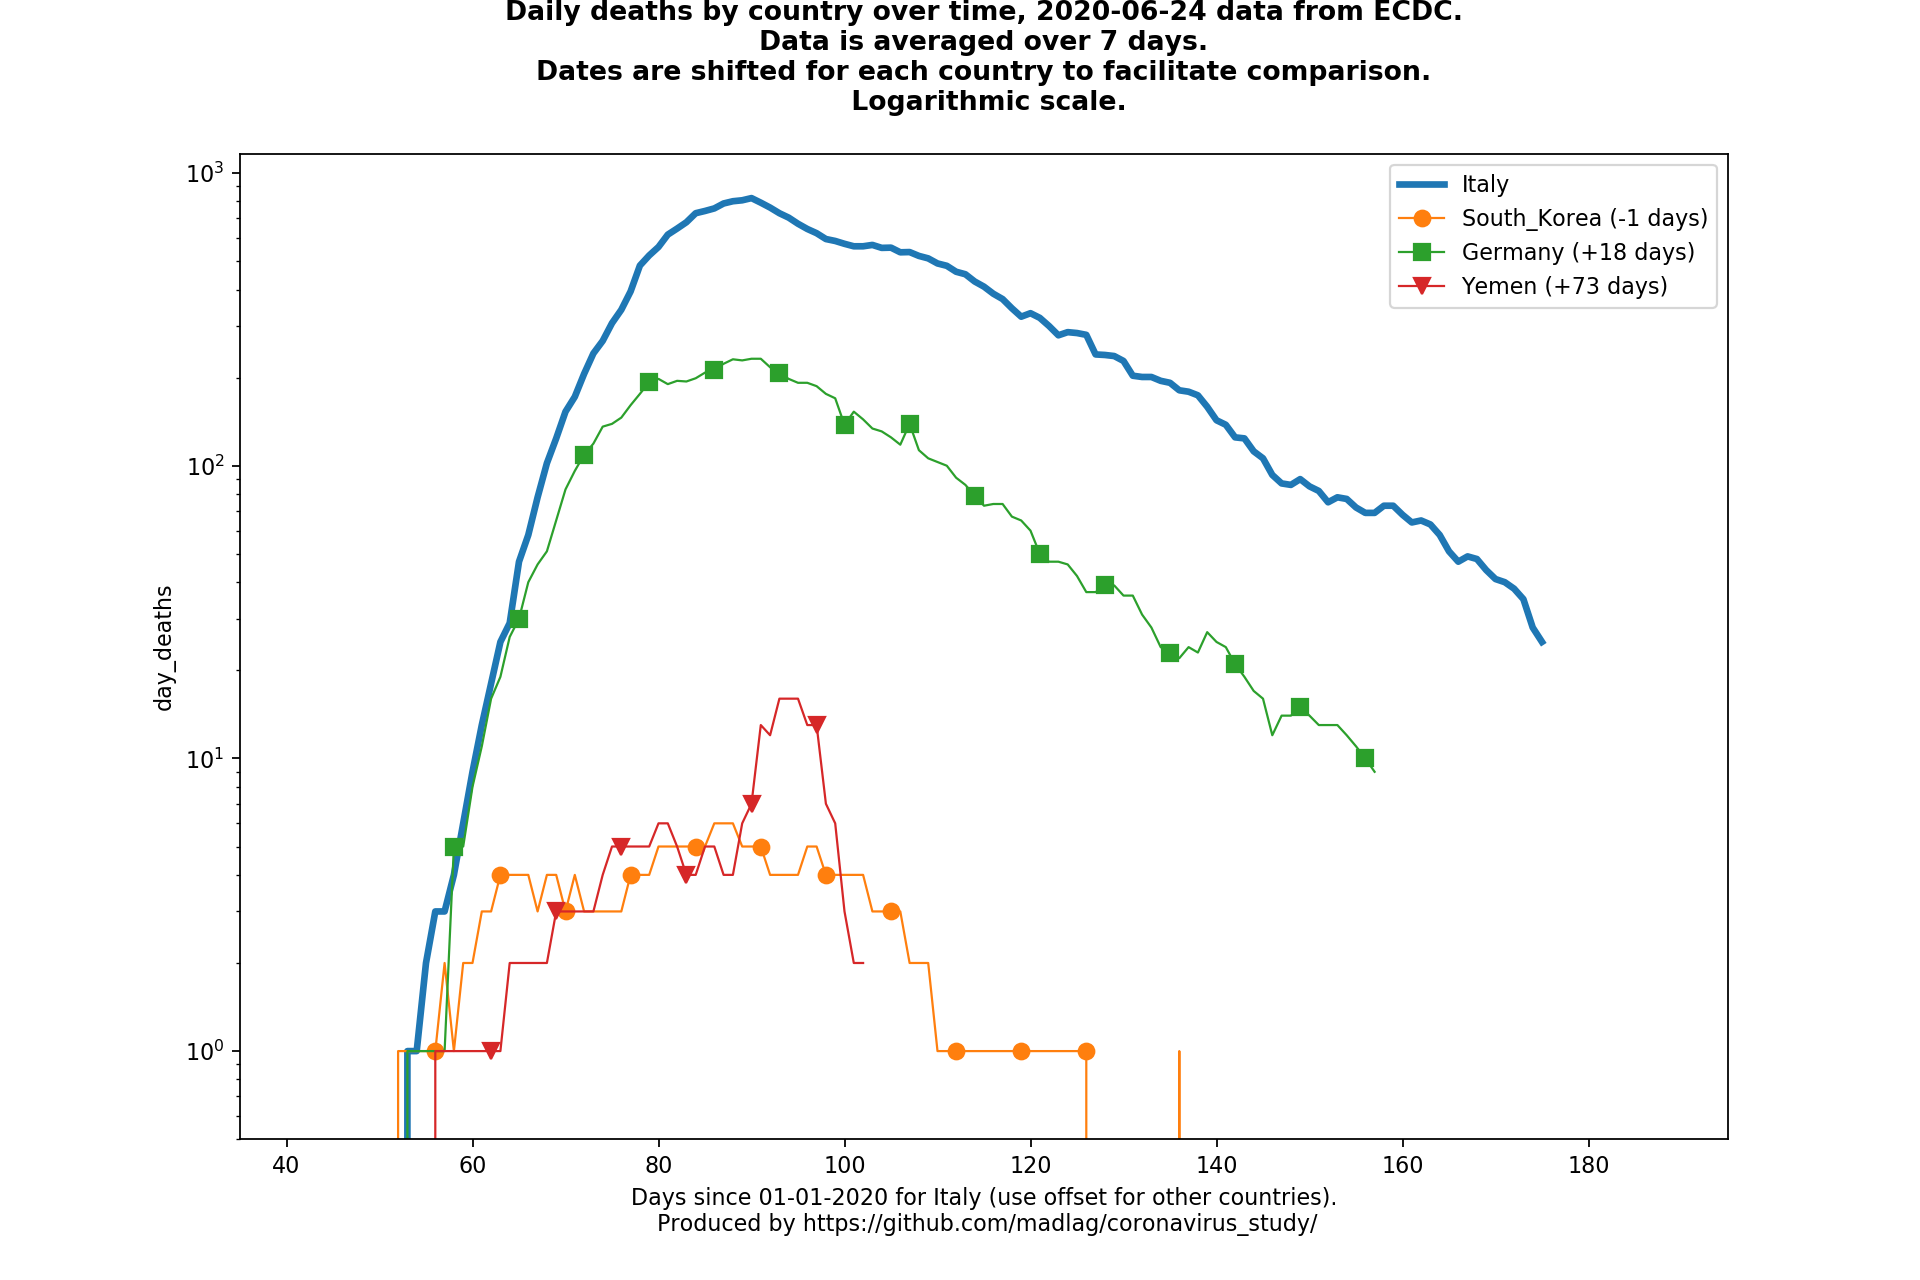 Daily deaths by country over time, 2020-06-24 data from ECDC.
Data is averaged over 7 days.
Dates are shifted for each country to facilitate comparison.
Logarithmic scale.
10³
10²
10¹
10⁰
day_deaths
Italy
South_Korea (-1 days)
Germany (+18 days)
Yemen (+73 days)
40 60 80 100 120 140 160 180
Days since 01-01-2020 for Italy (use offset for other countries).
Produced by https://github.com/madlag/coronavirus_study/